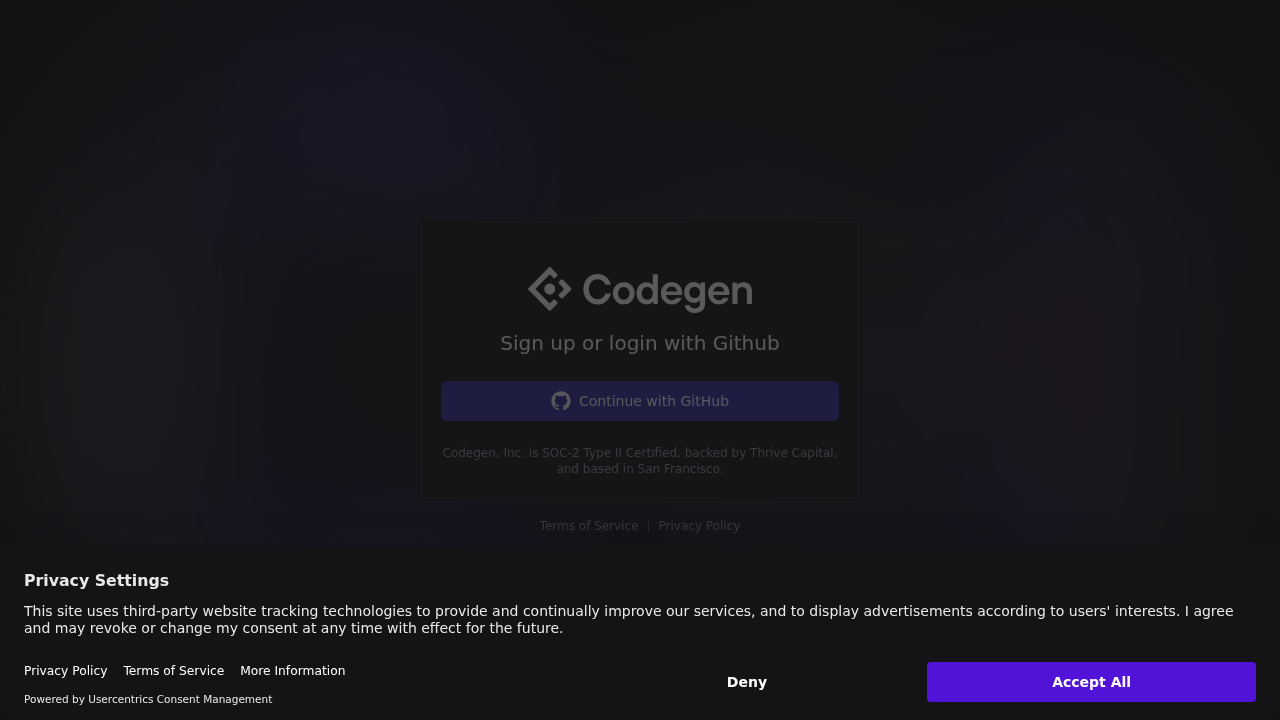 Codegen
Sign up or login with Github
Continue with GitHub
Codegen, Inc. is SOC-2 Type II Certified, backed by Thrive Capital,
and based in San Francisco.
Terms of Service | Privacy Policy
Privacy Settings
This site uses third-party website tracking technologies to provide and continually improve our services, and to display advertisements according to users' interests. I agree
and may revoke or change my consent at any time with effect for the future.
Privacy Policy Terms of Service More Information
Powered by Usercentrics Consent Management
Deny
Accept All